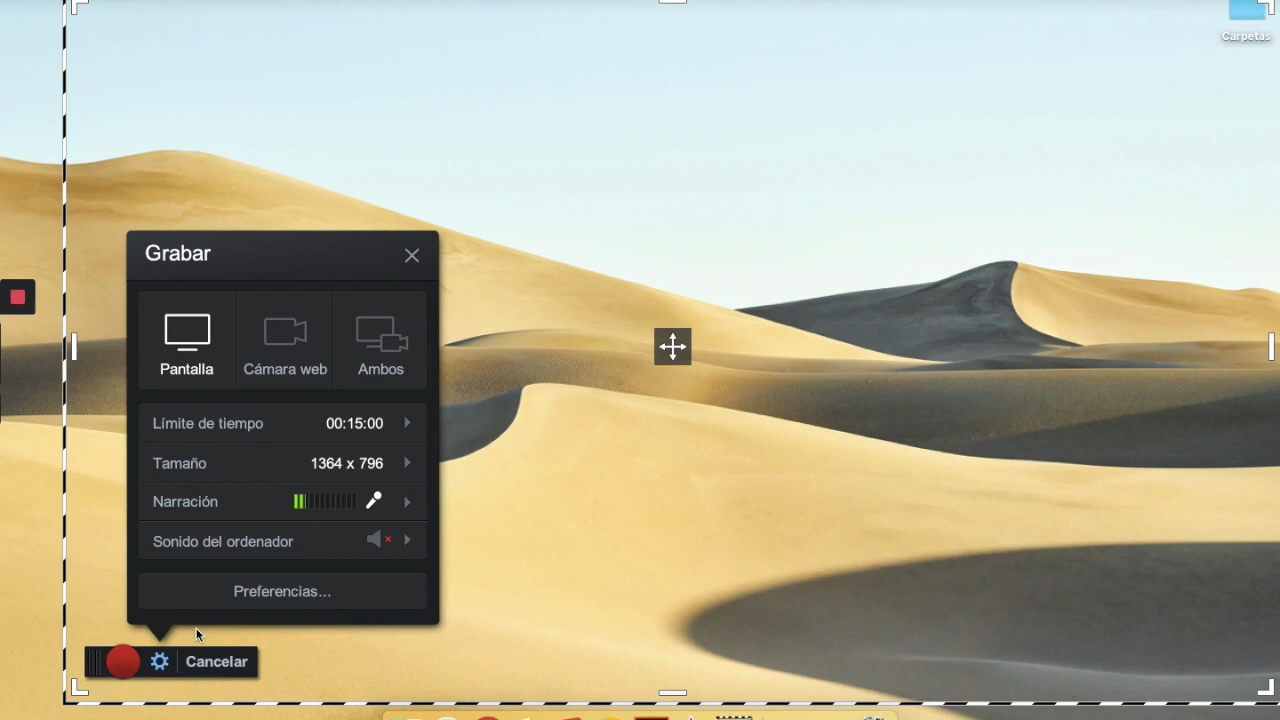 Carpetas
Grabar
Pantalla
Cámara web
Ambos
Límite de tiempo 00:15:00
Tamaño 1364 x 796
Narración
Sonido del ordenador
Preferencias...
Cancelar